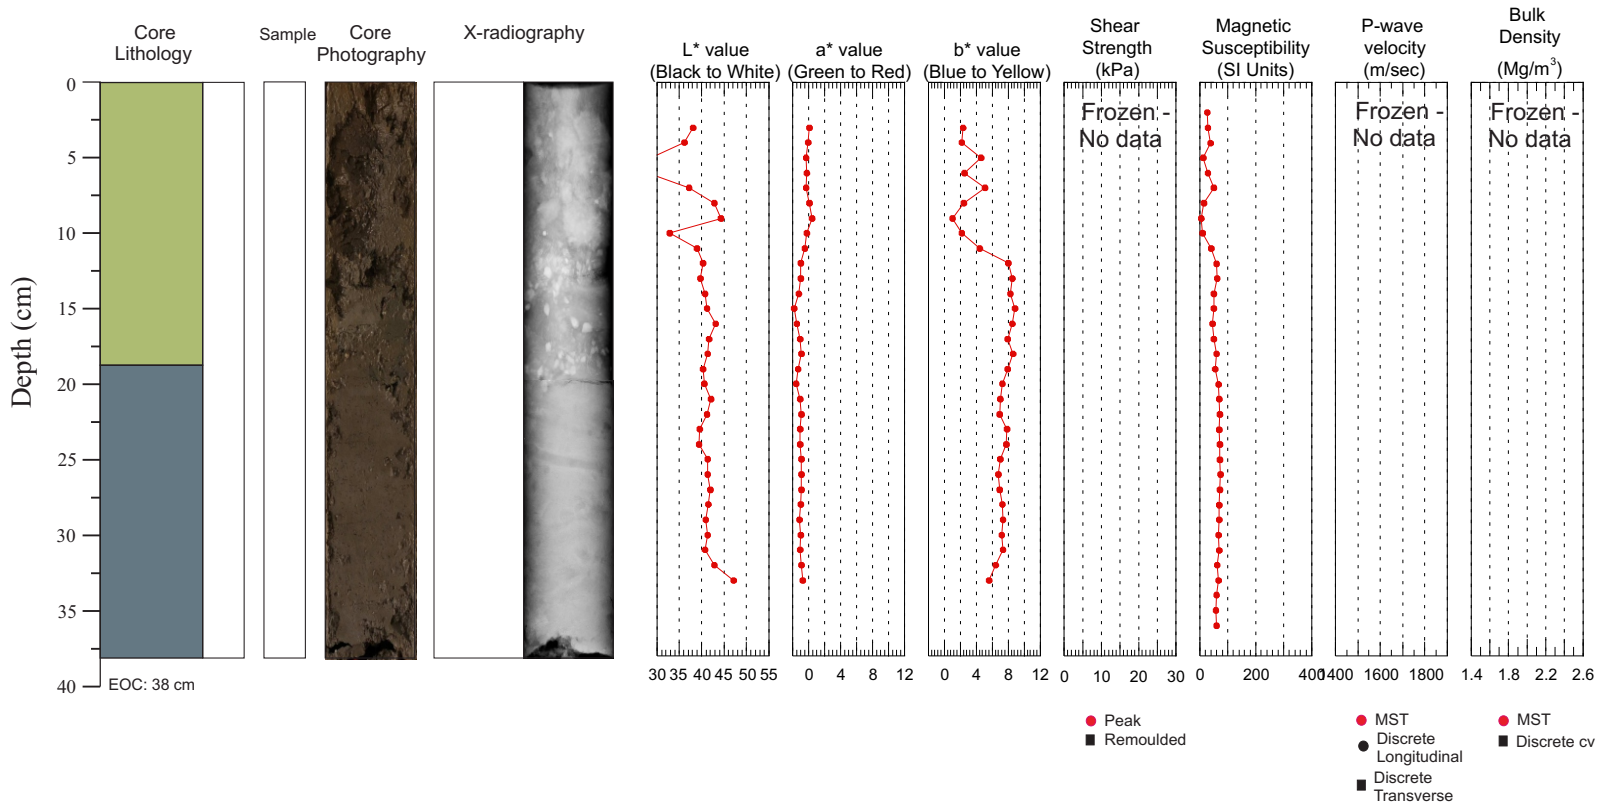 Core
Lithology
Sample
Core
Photography
X-radiography
L* value
(Black to White)
a* value
(Green to Red)
b* value
(Blue to Yellow)
Shear
Strength
(kPa)
Magnetic
Susceptibility
(SI Units)
P-wave
velocity
(m/sec)
Bulk
Density
(Mg/m³)
Depth (cm)
0
5
10
15
20
25
30
35
40
EOC: 38 cm
Frozen -
No data
Frozen -
No data
Frozen -
No data
30 35 40 45 50 55
0 4 8 12
0 4 8 12
0 10 20 30
0 200 400
1400 1600 1800
1.4 1.8 2.2 2.6
Peak
Remoulded
MST
Discrete
Longitudinal
Discrete
Transverse
MST
Discrete cv